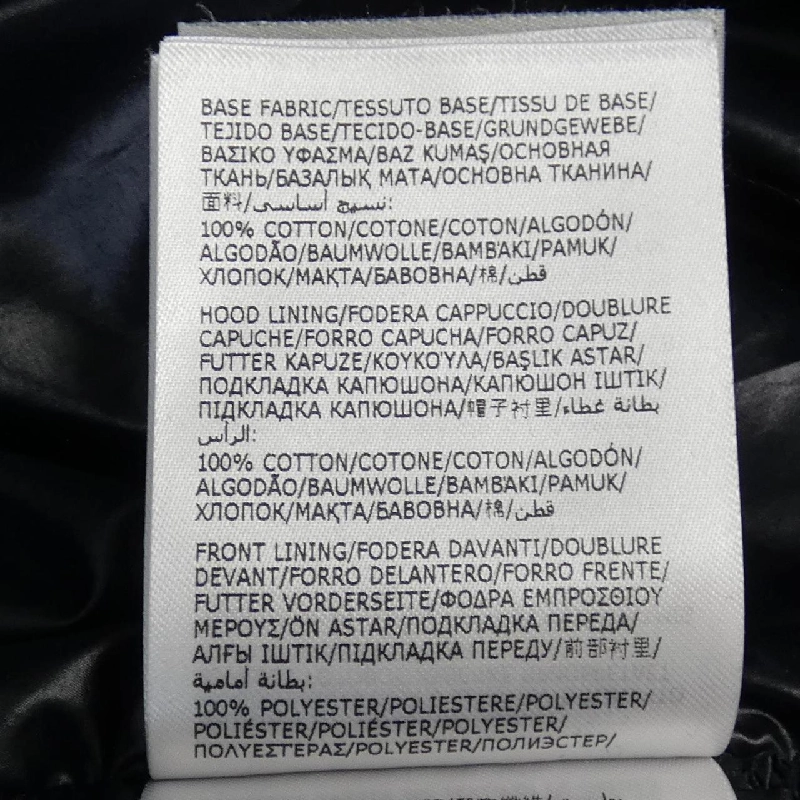 BASE FABRIC/TESSUTO BASE/TISSU DE BASE/
TEJIDO BASE/TECIDO-BASE/GRUNDGEWEBE/
ΒΑΣΙΚΟ ΥΦΑΣΜΑ/BAZ KUMAŞ/ОСНОВНАЯ
ТКАНЬ/БАЗАЛЫҚ МАТА/ОСНОВНА ТКАНИНА/
面料/نسيج أساسي:
100% COTTON/COTONE/COTON/ALGODÓN/
ALGODÃO/BAUMWOLLE/ΒΑΜΒΆΚΙ/PAMUK/
ХЛОПОК/МАҚТА/БАВОВНА/棉/قطن
HOOD LINING/FODERA CAPPUCCIO/DOUBLURE
CAPUCHE/FORRO CAPUCHA/FORRO CAPUZ/
FUTTER KAPUZE/ΚΟΥΚΟΎΛΑ/BAŞLIK ASTAR/
ПОДКЛАДКА КАПЮШОНА/КАПЮШОН ІШТІК/
ПІДКЛАДКА КАПЮШОНА/帽子衬里/بطانة غطاء
الرأس:
100% COTTON/COTONE/COTON/ALGODÓN/
ALGODÃO/BAUMWOLLE/ΒΑΜΒΆΚΙ/PAMUK/
ХЛОПОК/МАҚТА/БАВОВНА/棉/قطن
FRONT LINING/FODERA DAVANTI/DOUBLURE
DEVANT/FORRO DELANTERO/FORRO FRENTE/
FUTTER VORDERSEITE/ΦΟΔΡΑ ΕΜΠΡΟΣΘΙΟΥ
ΜΕΡΟΥΣ/ÖN ASTAR/ПОДКЛАДКА ПЕРЕДА/
АЛҒЫ ІШТІК/ПІДКЛАДКА ПЕРЕДУ/前部衬里/
بطانة أمامية:
100% POLYESTER/POLIESTERE/POLYESTER/
POLIÉSTER/POLIÉSTER/POLYESTER/
ΠΟΛΥΕΣΤΕΡΑΣ/POLYESTER/ПОЛИЭСТЕР/